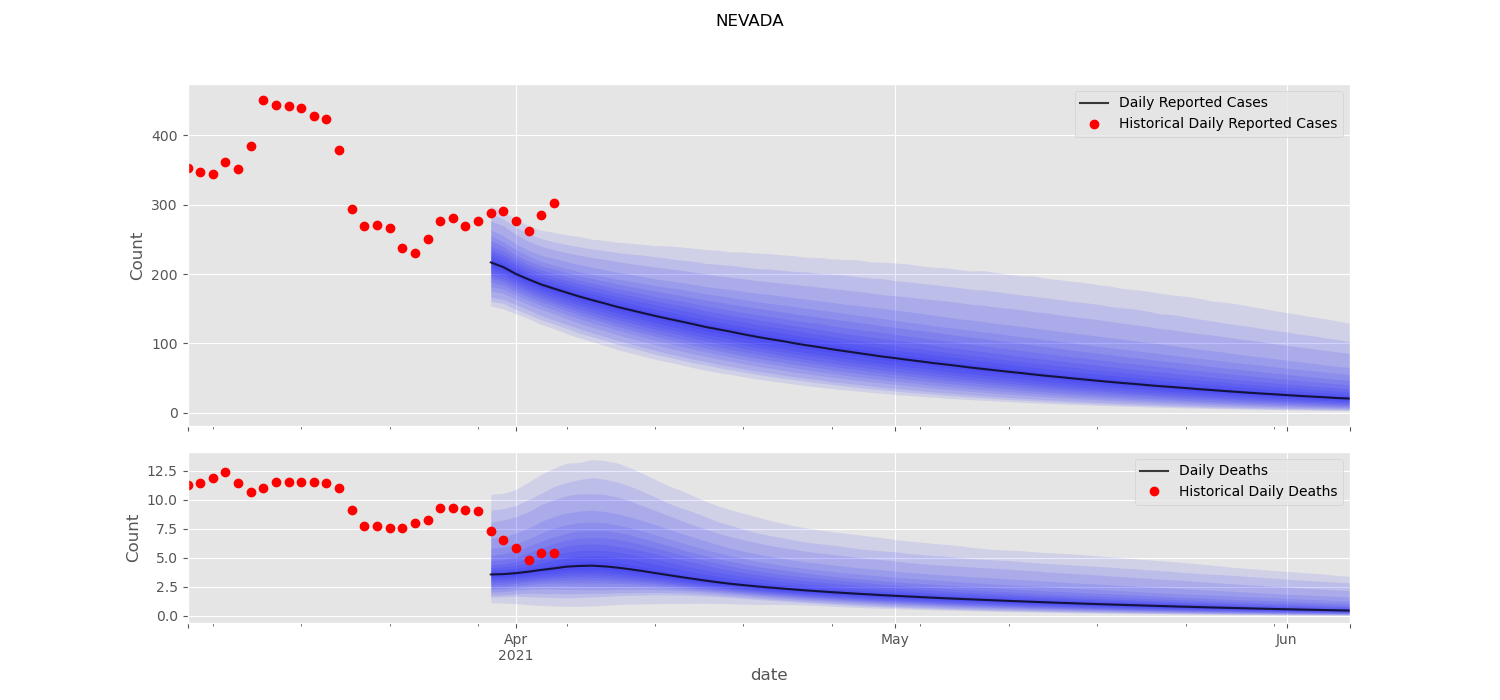 NEVADA
Daily Reported Cases
Historical Daily Reported Cases
400
300
200
100
0
Count
Daily Deaths
Historical Daily Deaths
12.5
10.0
7.5
5.0
2.5
0.0
Count
Apr
2021
May
Jun
date